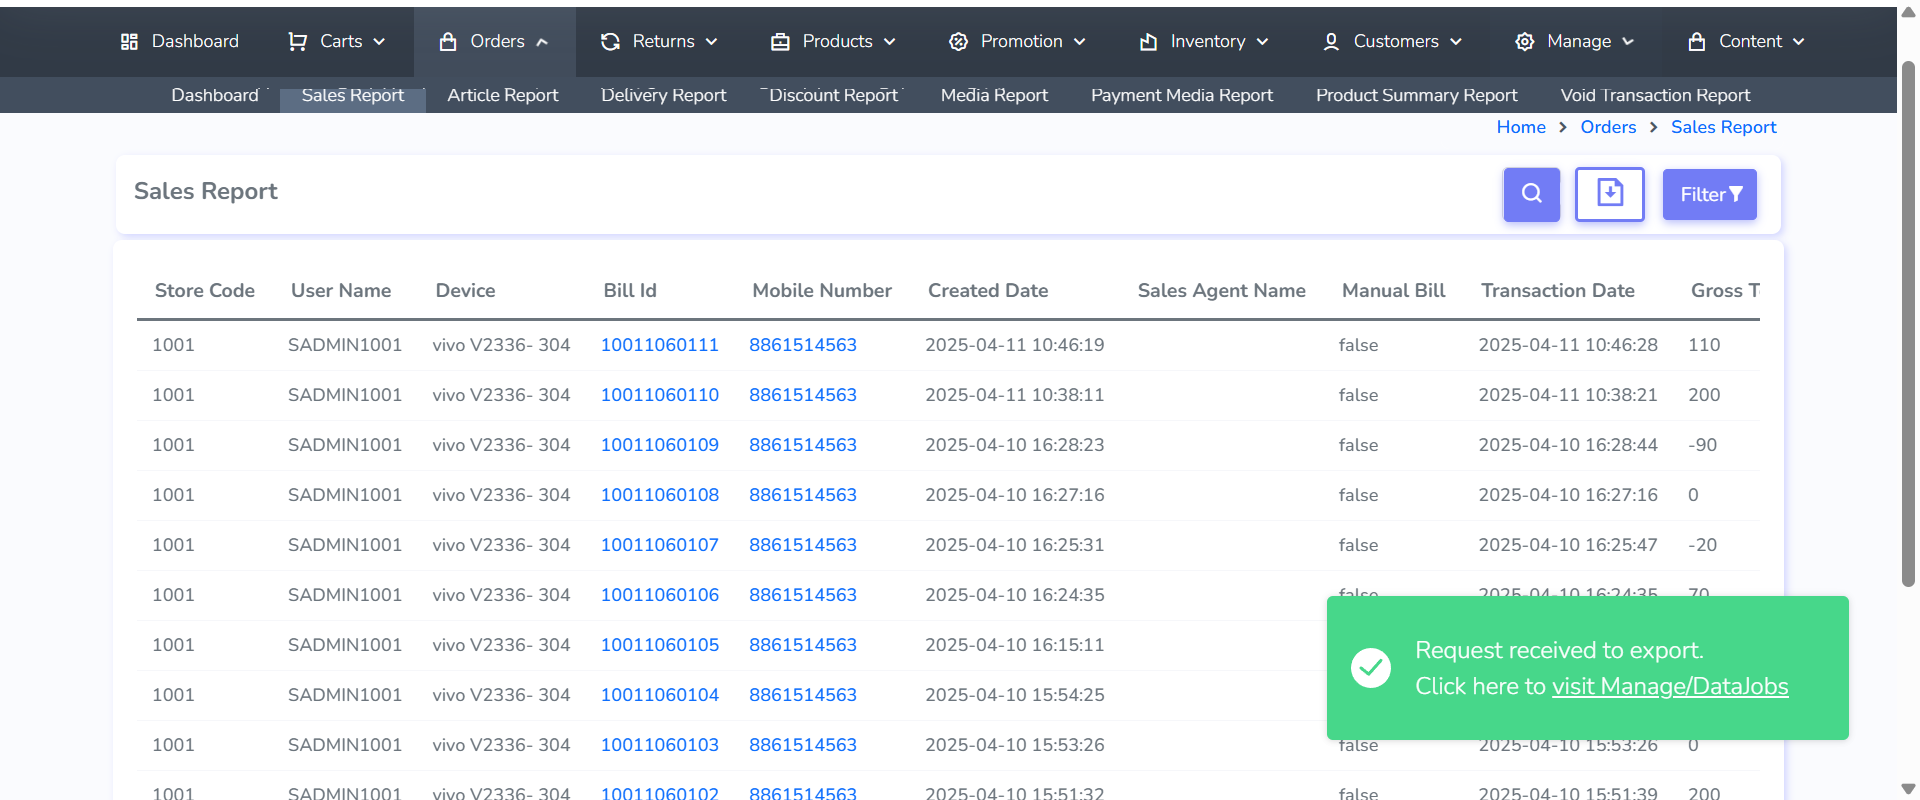 Dashboard Carts Orders Returns Products Promotion Inventory Customers Manage Content
Dashboard Sales Report Article Report Delivery Report Discount Report Media Report Payment Media Report Product Summary Report Void Transaction Report
Home > Orders > Sales Report
Sales Report Filter
Store Code User Name Device Bill Id Mobile Number Created Date Sales Agent Name Manual Bill Transaction Date Gross
1001 SADMIN1001 vivo V2336- 304 10011060111 8861514563 2025-04-11 10:46:19 false 2025-04-11 10:46:28 110
1001 SADMIN1001 vivo V2336- 304 10011060110 8861514563 2025-04-11 10:38:11 false 2025-04-11 10:38:21 200
1001 SADMIN1001 vivo V2336- 304 10011060109 8861514563 2025-04-10 16:28:23 false 2025-04-10 16:28:44 -90
1001 SADMIN1001 vivo V2336- 304 10011060108 8861514563 2025-04-10 16:27:16 false 2025-04-10 16:27:16 0
1001 SADMIN1001 vivo V2336- 304 10011060107 8861514563 2025-04-10 16:25:31 false 2025-04-10 16:25:47 -20
1001 SADMIN1001 vivo V2336- 304 10011060106 8861514563 2025-04-10 16:24:35 false 2025-04-10 16:24:35 70
1001 SADMIN1001 vivo V2336- 304 10011060105 8861514563 2025-04-10 16:15:11
Request received to export.
Click here to visit Manage/DataJobs
1001 SADMIN1001 vivo V2336- 304 10011060104 8861514563 2025-04-10 15:54:25
1001 SADMIN1001 vivo V2336- 304 10011060103 8861514563 2025-04-10 15:53:26 false 2025-04-10 15:53:26 0
1001 SADMIN1001 vivo V2336- 304 10011060102 8861514563 2025-04-10 15:51:32 false 2025-04-10 15:51:39 200